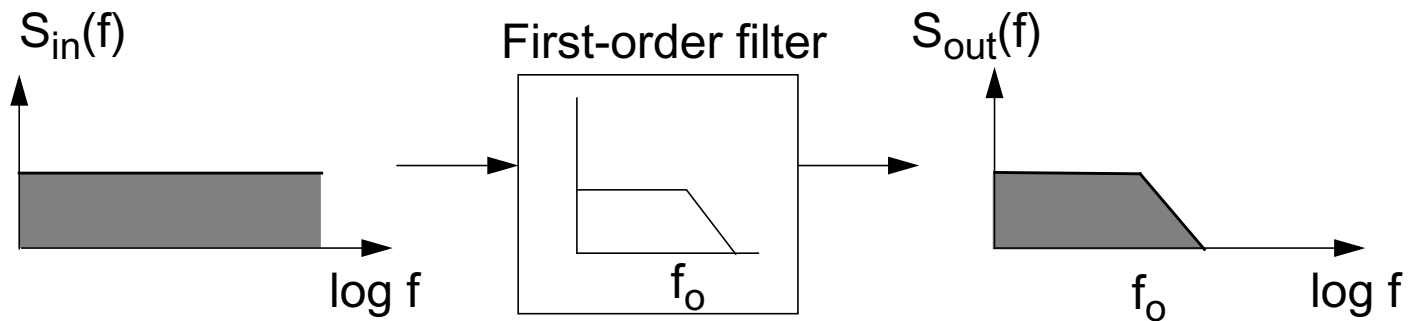 S_in(f)
First-order filter
S_out(f)
log f
f_o
f_o
log f